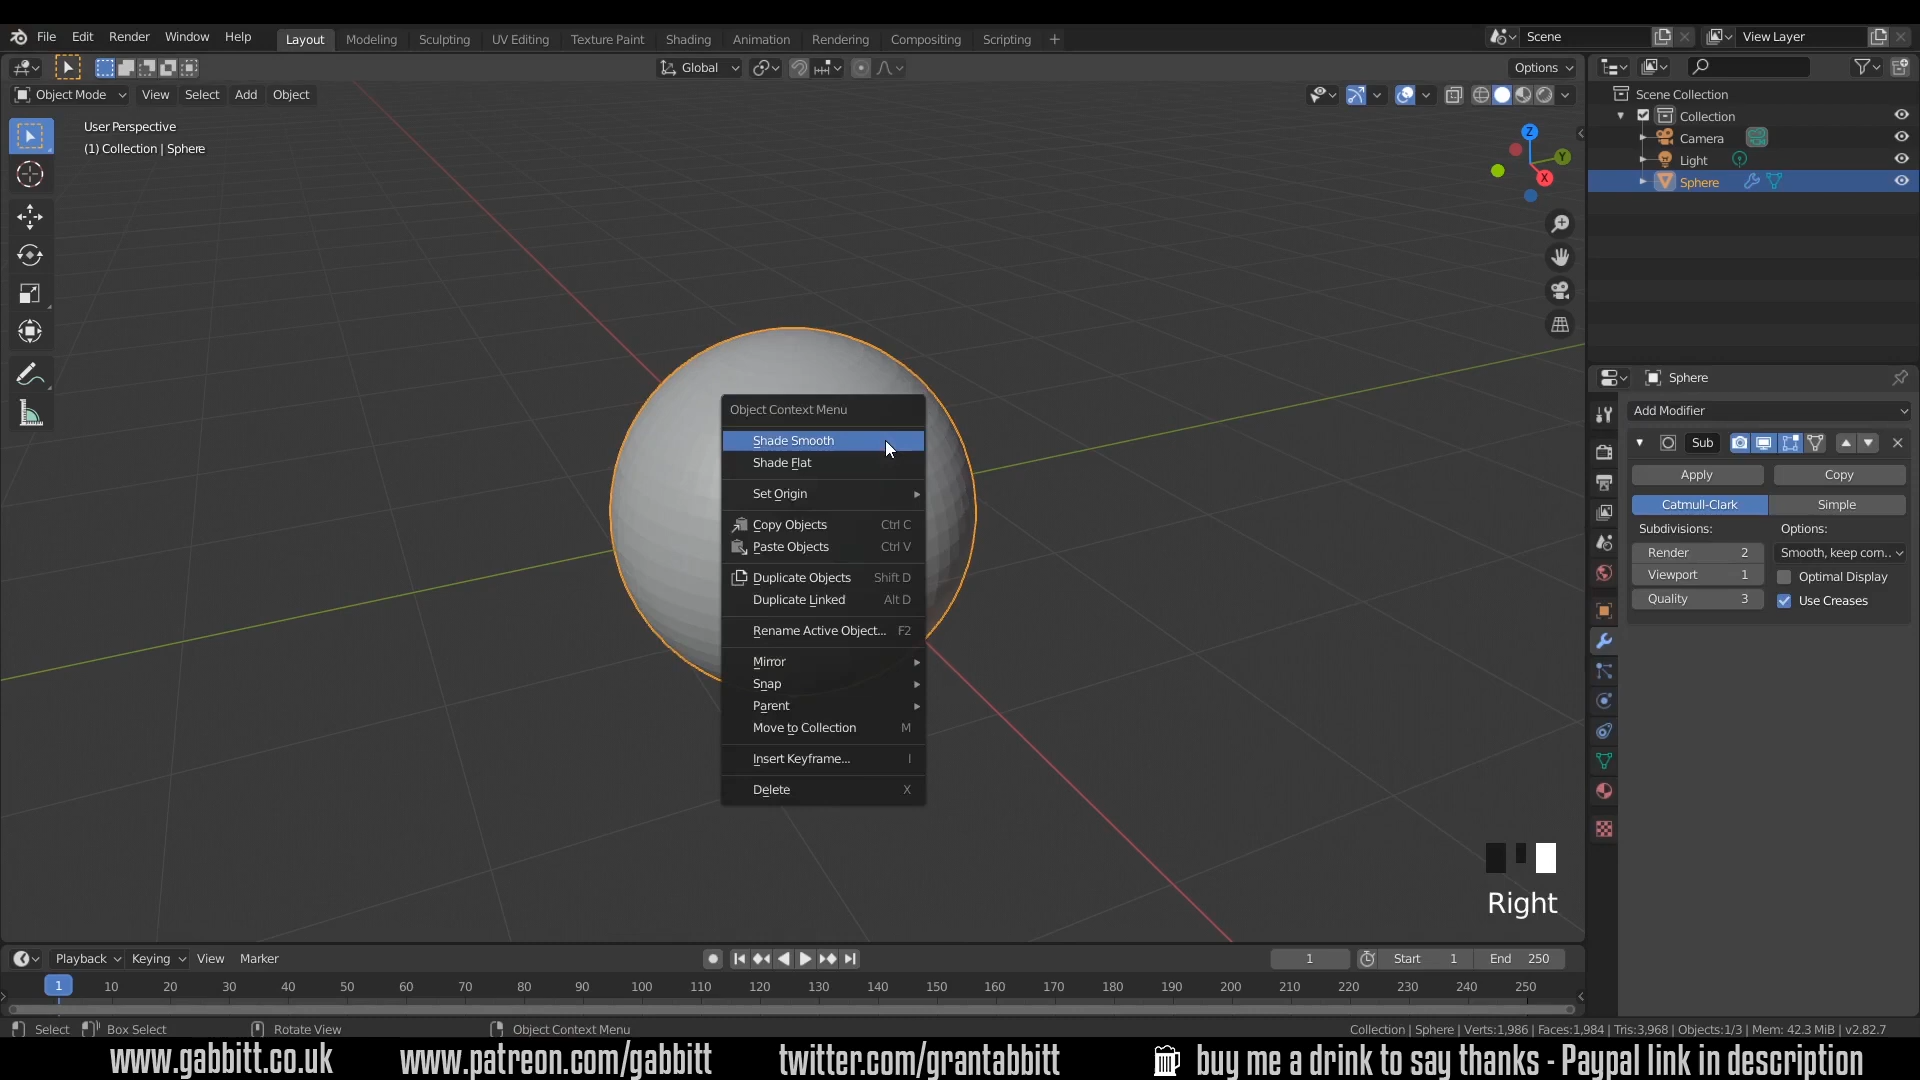 File Edit Render Window Help Layout Modeling Sculpting UV Editing Texture Paint Shading Animation Rendering Compositing Scripting + Scene View Layer
Global Options
Object Mode View Select Add Object
User Perspective
(1) Collection | Sphere
Z
Y
X
Scene Collection
Collection
Camera
Light
Sphere
Sphere
Add Modifier
Sub
Apply Copy
Catmull-Clark Simple
Subdivisions: Options:
Render 2 Smooth, keep corn..
Viewport 1 Optimal Display
Quality 3 Use Creases
Object Context Menu
Shade Smooth
Shade Flat
Set Origin
Copy Objects Ctrl C
Paste Objects Ctrl V
Duplicate Objects Shift D
Duplicate Linked Alt D
Rename Active Object... F2
Mirror
Snap
Parent
Move to Collection M
Insert Keyframe... I
Delete X
Right
Playback Keying View Marker 1 Start 1 End 250
1 10 20 30 40 50 60 70 80 90 100 110 120 130 140 150 160 170 180 190 200 210 220 230 240 250
Select Box Select Rotate View Object Context Menu Collection | Sphere | Verts:1,986 | Faces:1,984 | Tris:3,968 | Objects:1/3 | Mem: 42.3 MiB | v2.82.7
www.gabbitt.co.uk www.patreon.com/gabbitt twitter.com/grantabbitt buy me a drink to say thanks - Paypal link in description